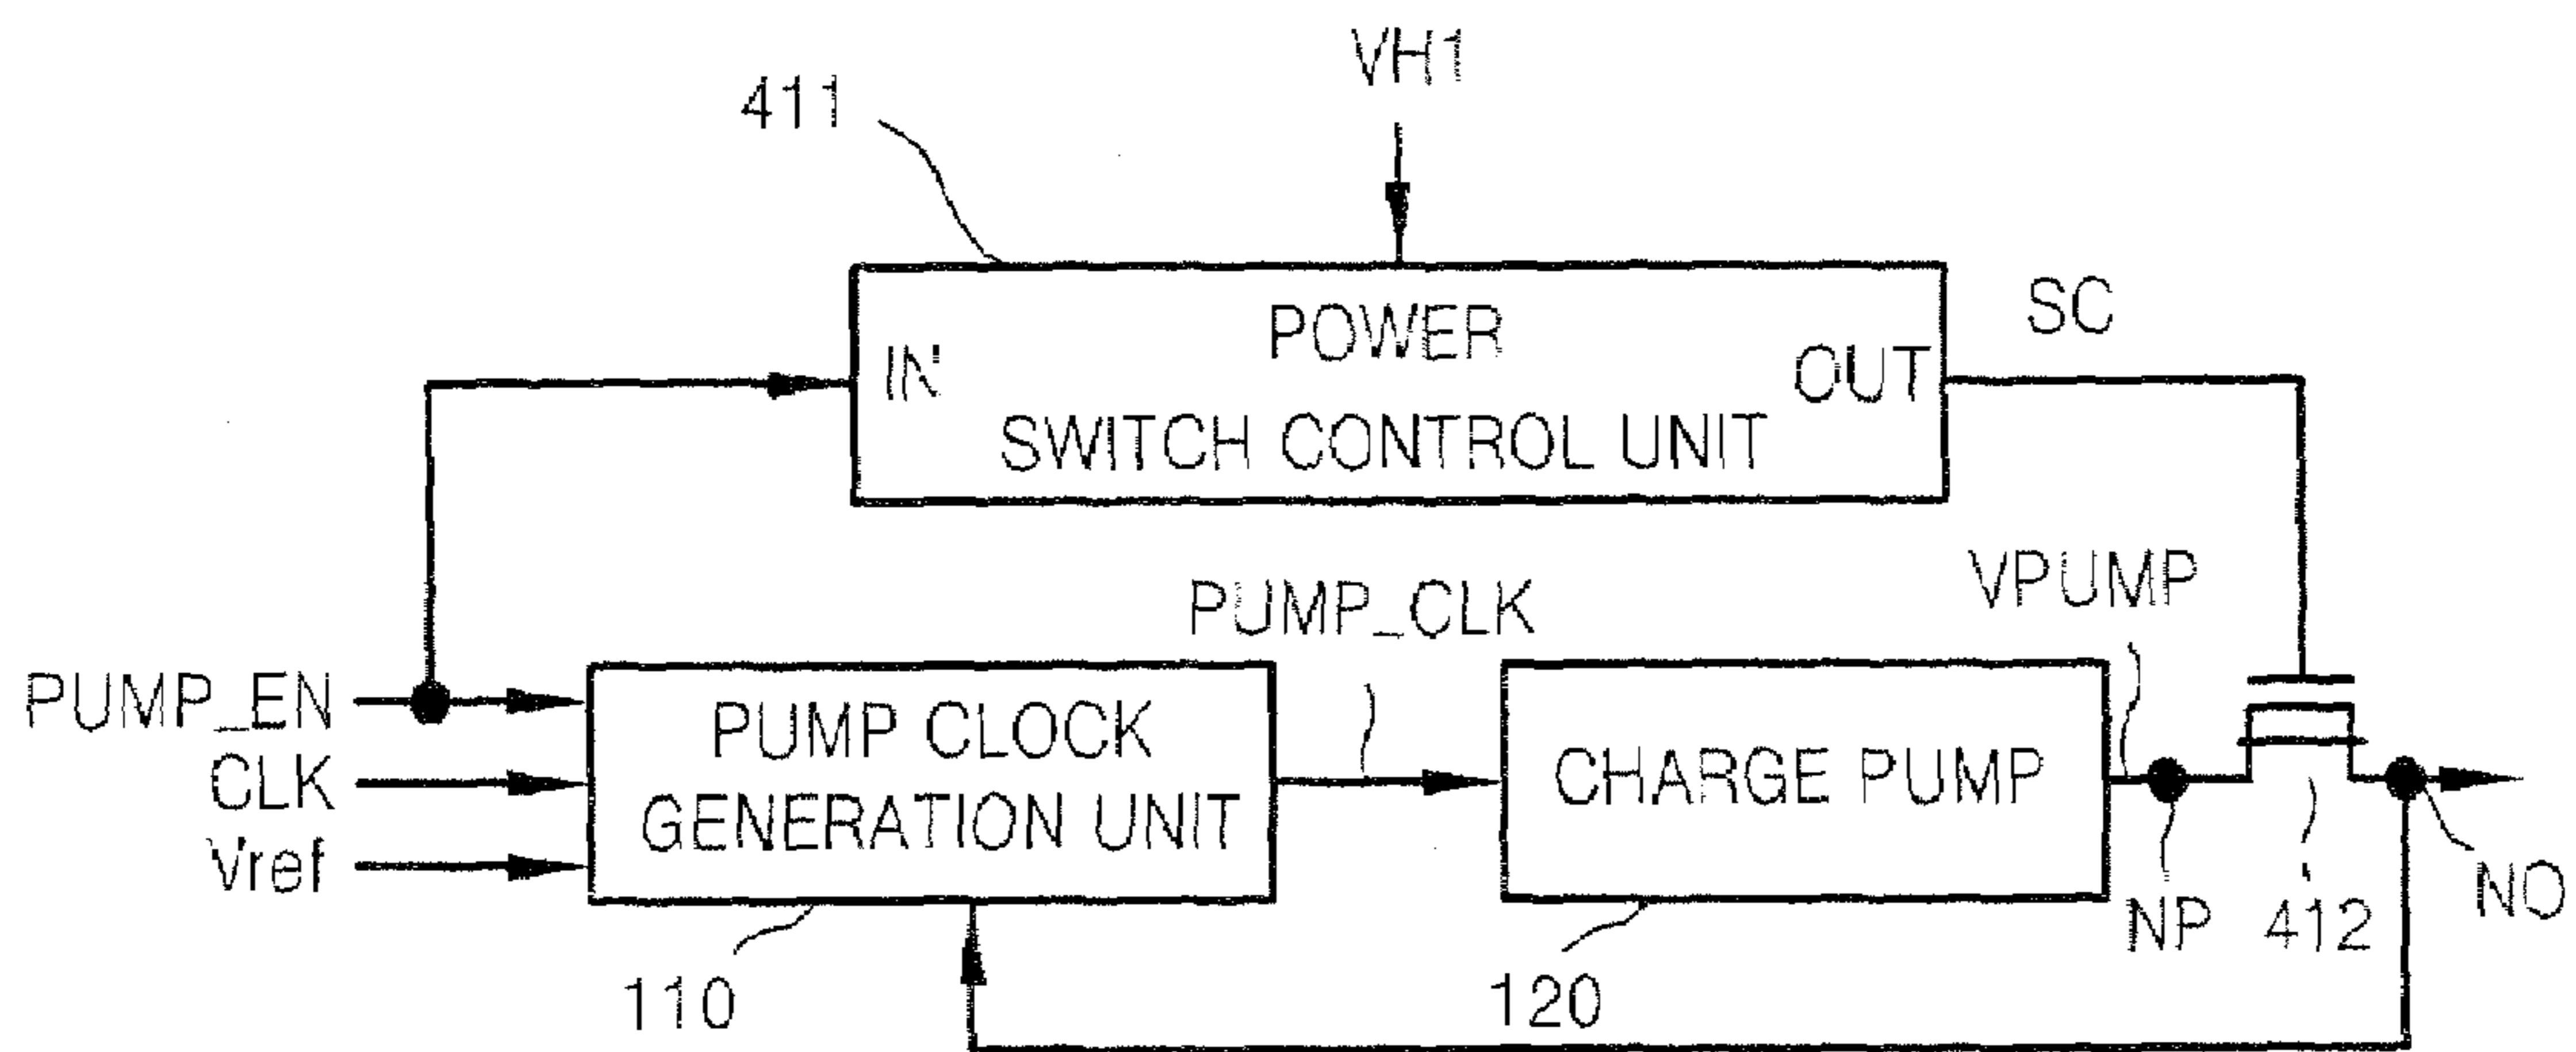 VH1
411
POWER
SC
IN
OUT
SWITCH CONTROL UNIT
VPUMP
PUMP_CLK
PUMP_EN
PUMP CLOCK
CLK
CHARGE PUMP
GENERATION UNIT
Vref
NO
NP
412
110
120